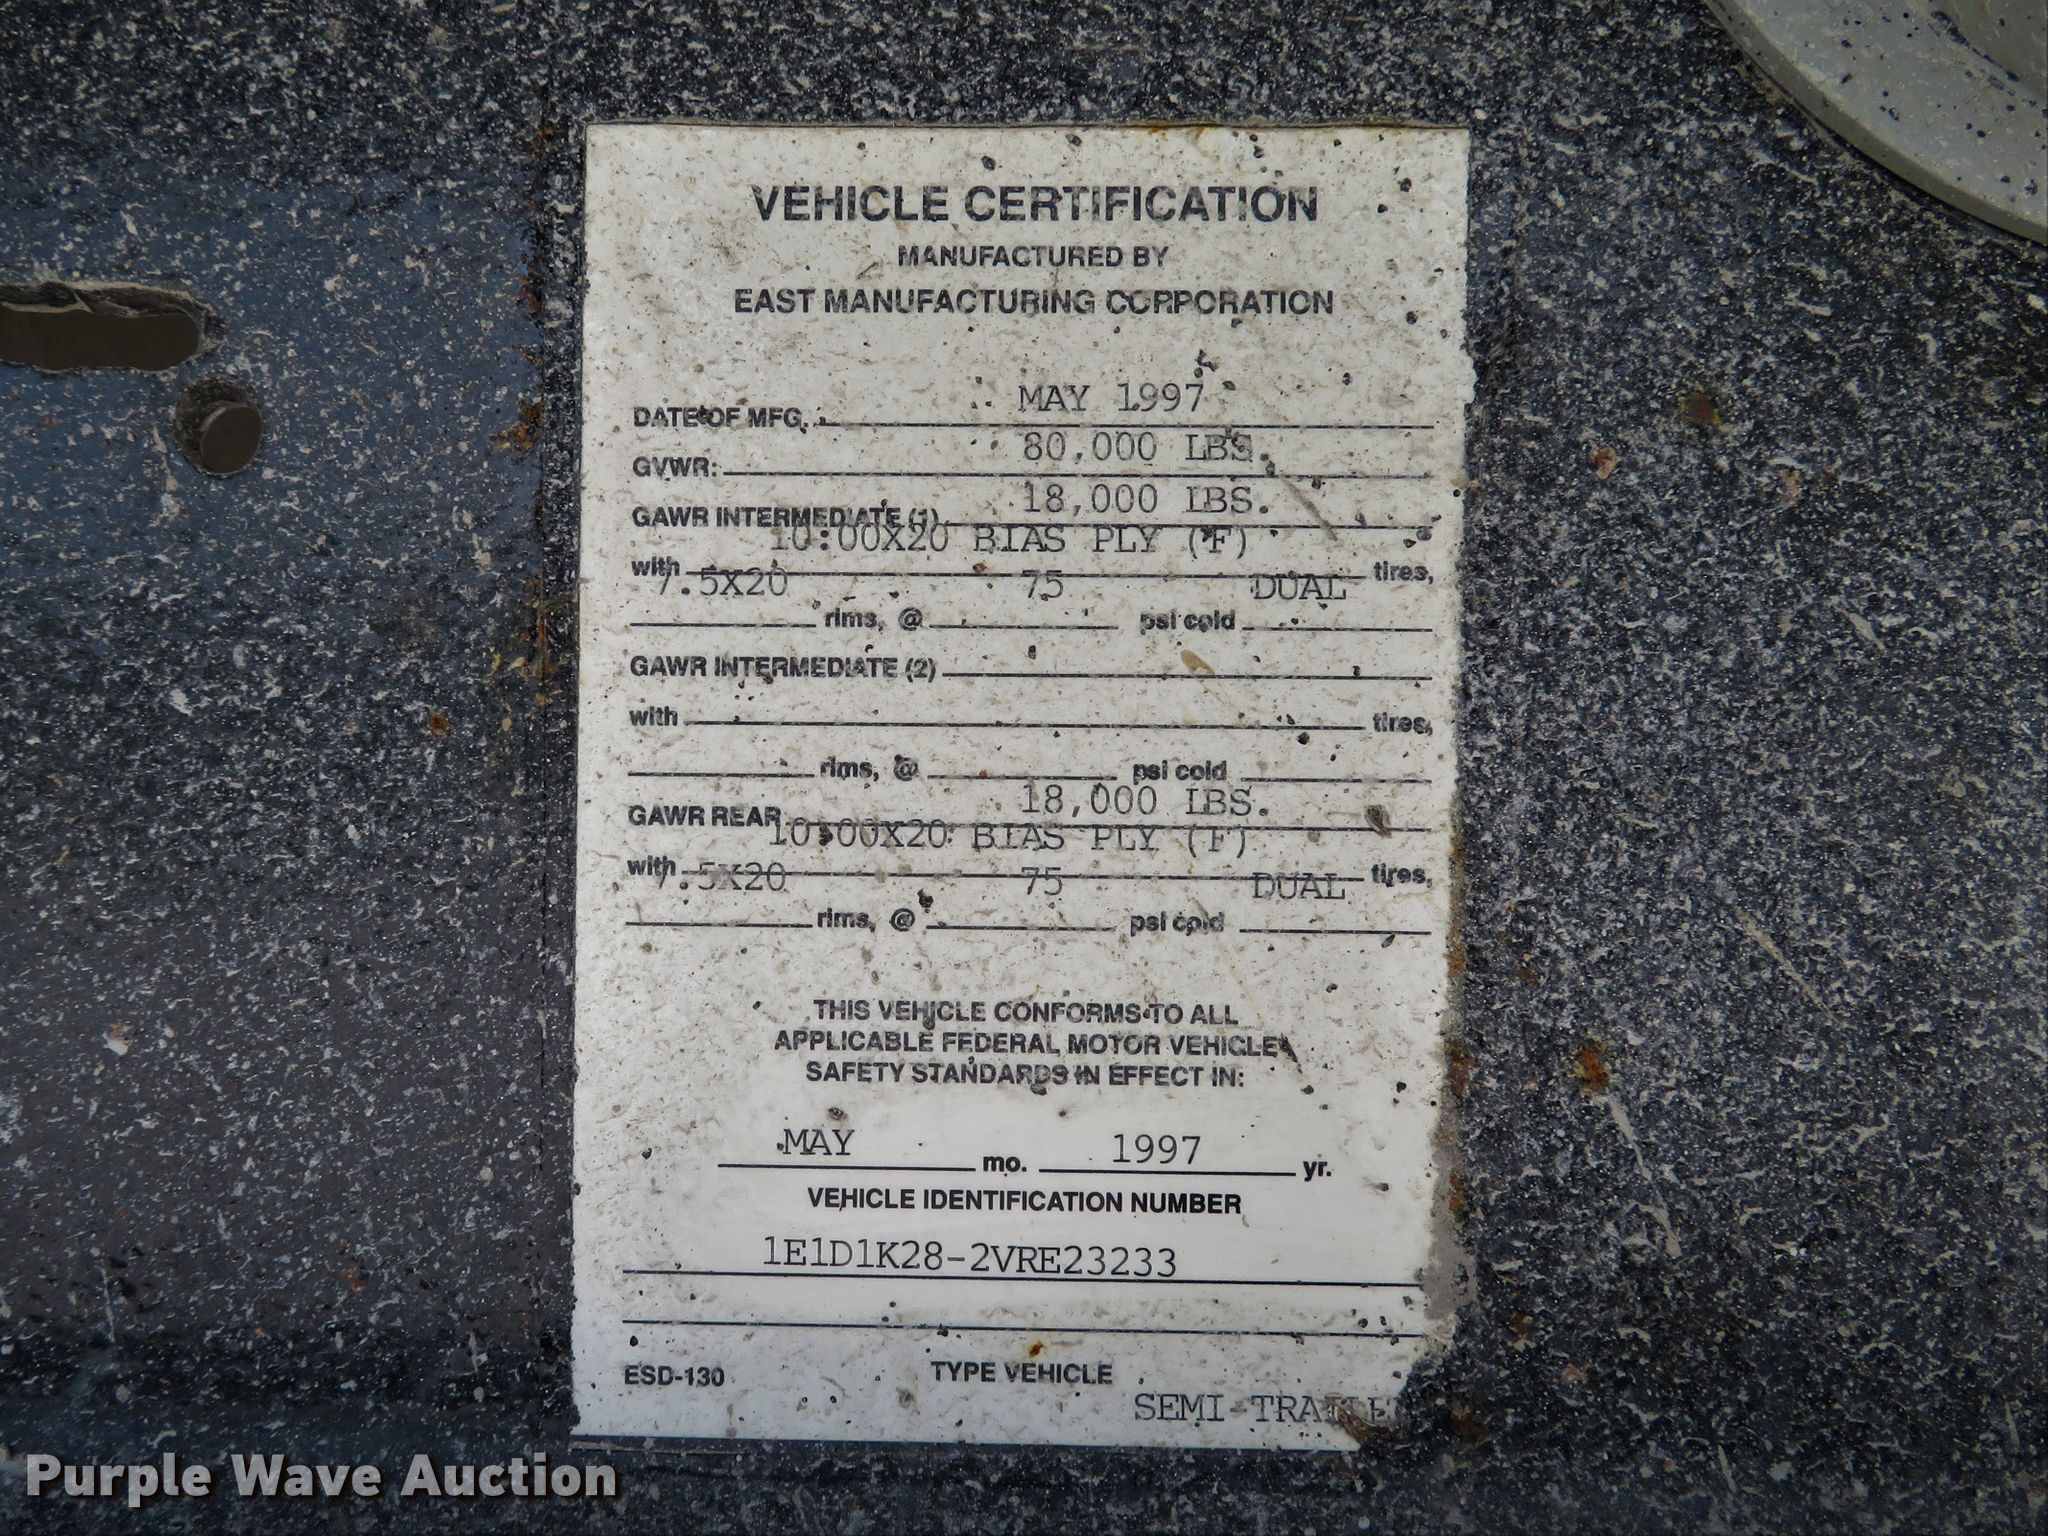 VEHICLE CERTIFICATION
MANUFACTURED BY
EAST MANUFACTURING CORPORATION
DATE OF MFG. MAY 1997
GVWR: 80,000 LBS.
GAWR INTERMEDIATE (1) 18,000 LBS.
with 10:00X20 BIAS PLY (F) tires,
7.5X20 rims, @ 75 psi cold DUAL
GAWR INTERMEDIATE (2)
with tires,
rims, @ psi cold
GAWR REAR 18,000 LBS.
with 10:00X20 BIAS PLY (F) tires,
7.5X20 rims, @ 75 psi cold DUAL
THIS VEHICLE CONFORMS TO ALL
APPLICABLE FEDERAL MOTOR VEHICLE
SAFETY STANDARDS IN EFFECT IN:
MAY mo. 1997 yr.
VEHICLE IDENTIFICATION NUMBER
1E1D1K28-2VRE23233
ESD-130 TYPE VEHICLE
SEMI-TRAILE
Purple Wave Auction